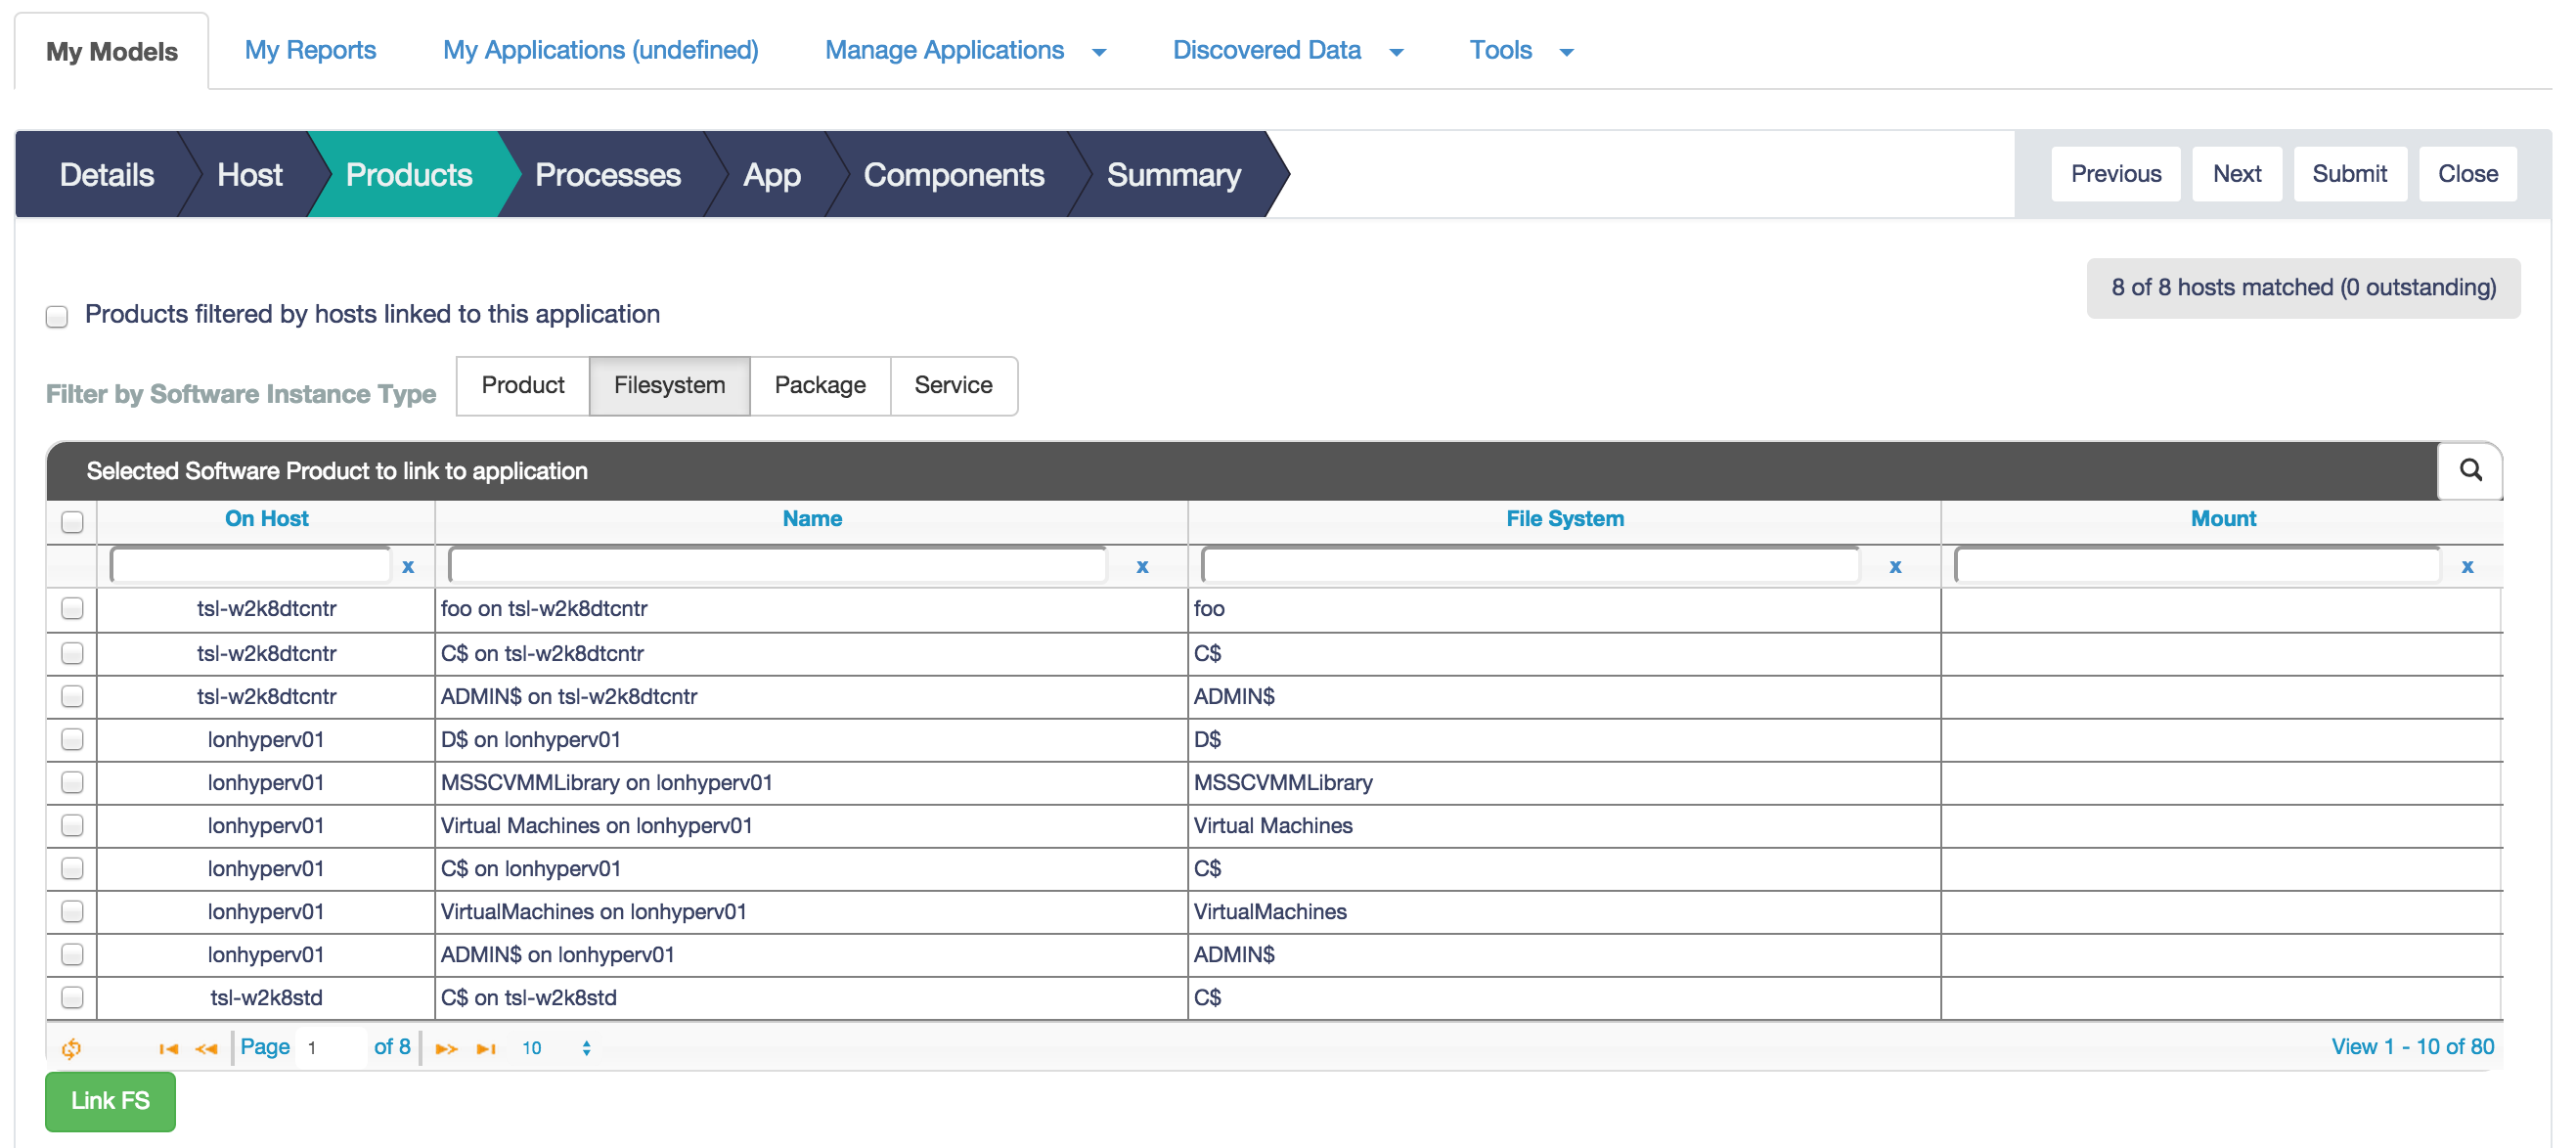 My Models My Reports My Applications (undefined) Manage Applications Discovered Data Tools
Details Host Products Processes App Components Summary Previous Next Submit Close
8 of 8 hosts matched (0 outstanding)
Products filtered by hosts linked to this application
Filter by Software Instance Type Product Filesystem Package Service
Selected Software Product to link to application
On Host Name File System Mount
x x x x
tsl-w2k8dtcntr foo on tsl-w2k8dtcntr foo
tsl-w2k8dtcntr C$ on tsl-w2k8dtcntr C$
tsl-w2k8dtcntr ADMIN$ on tsl-w2k8dtcntr ADMIN$
lonhyperv01 D$ on lonhyperv01 D$
lonhyperv01 MSSCVMMLibrary on lonhyperv01 MSSCVMMLibrary
lonhyperv01 Virtual Machines on lonhyperv01 Virtual Machines
lonhyperv01 C$ on lonhyperv01 C$
lonhyperv01 VirtualMachines on lonhyperv01 VirtualMachines
lonhyperv01 ADMIN$ on lonhyperv01 ADMIN$
tsl-w2k8std C$ on tsl-w2k8std C$
Page 1 of 8 10 View 1 - 10 of 80
Link FS